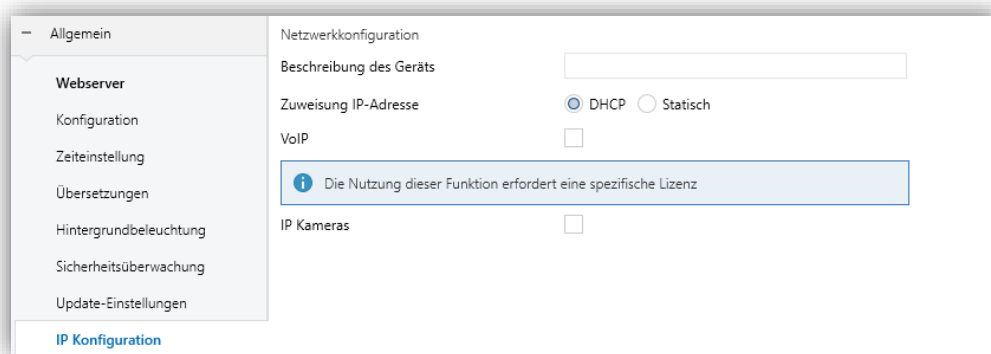 Allgemein
Webserver
Konfiguration
Zeiteinstellung
Übersetzungen
Hintergrundbeleuchtung
Sicherheitsüberwachung
Update-Einstellungen
IP Konfiguration
Netzwerkkonfiguration
Beschreibung des Geräts
Zuweisung IP-Adresse DHCP Statisch
VoIP
Die Nutzung dieser Funktion erfordert eine spezifische Lizenz
IP Kameras